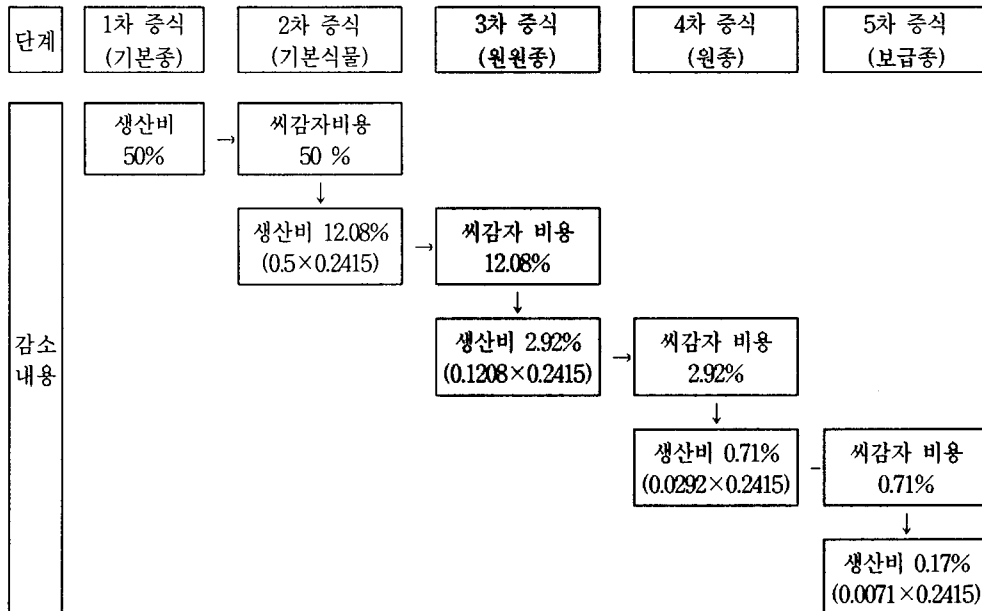 단계
1차 증식
(기본종)
2차 증식
(기본식물)
3차 증식
(원원종)
4차 증식
(원종)
5차 증식
(보급종)
감소
내용
생산비
50%
→
씨감자비용
50 %
↓
생산비 12.08%
(0.5×0.2415)
→
씨감자 비용
12.08%
↓
생산비 2.92%
(0.1208×0.2415)
→
씨감자 비용
2.92%
↓
생산비 0.71%
(0.0292×0.2415)
–
씨감자 비용
0.71%
↓
생산비 0.17%
(0.0071×0.2415)